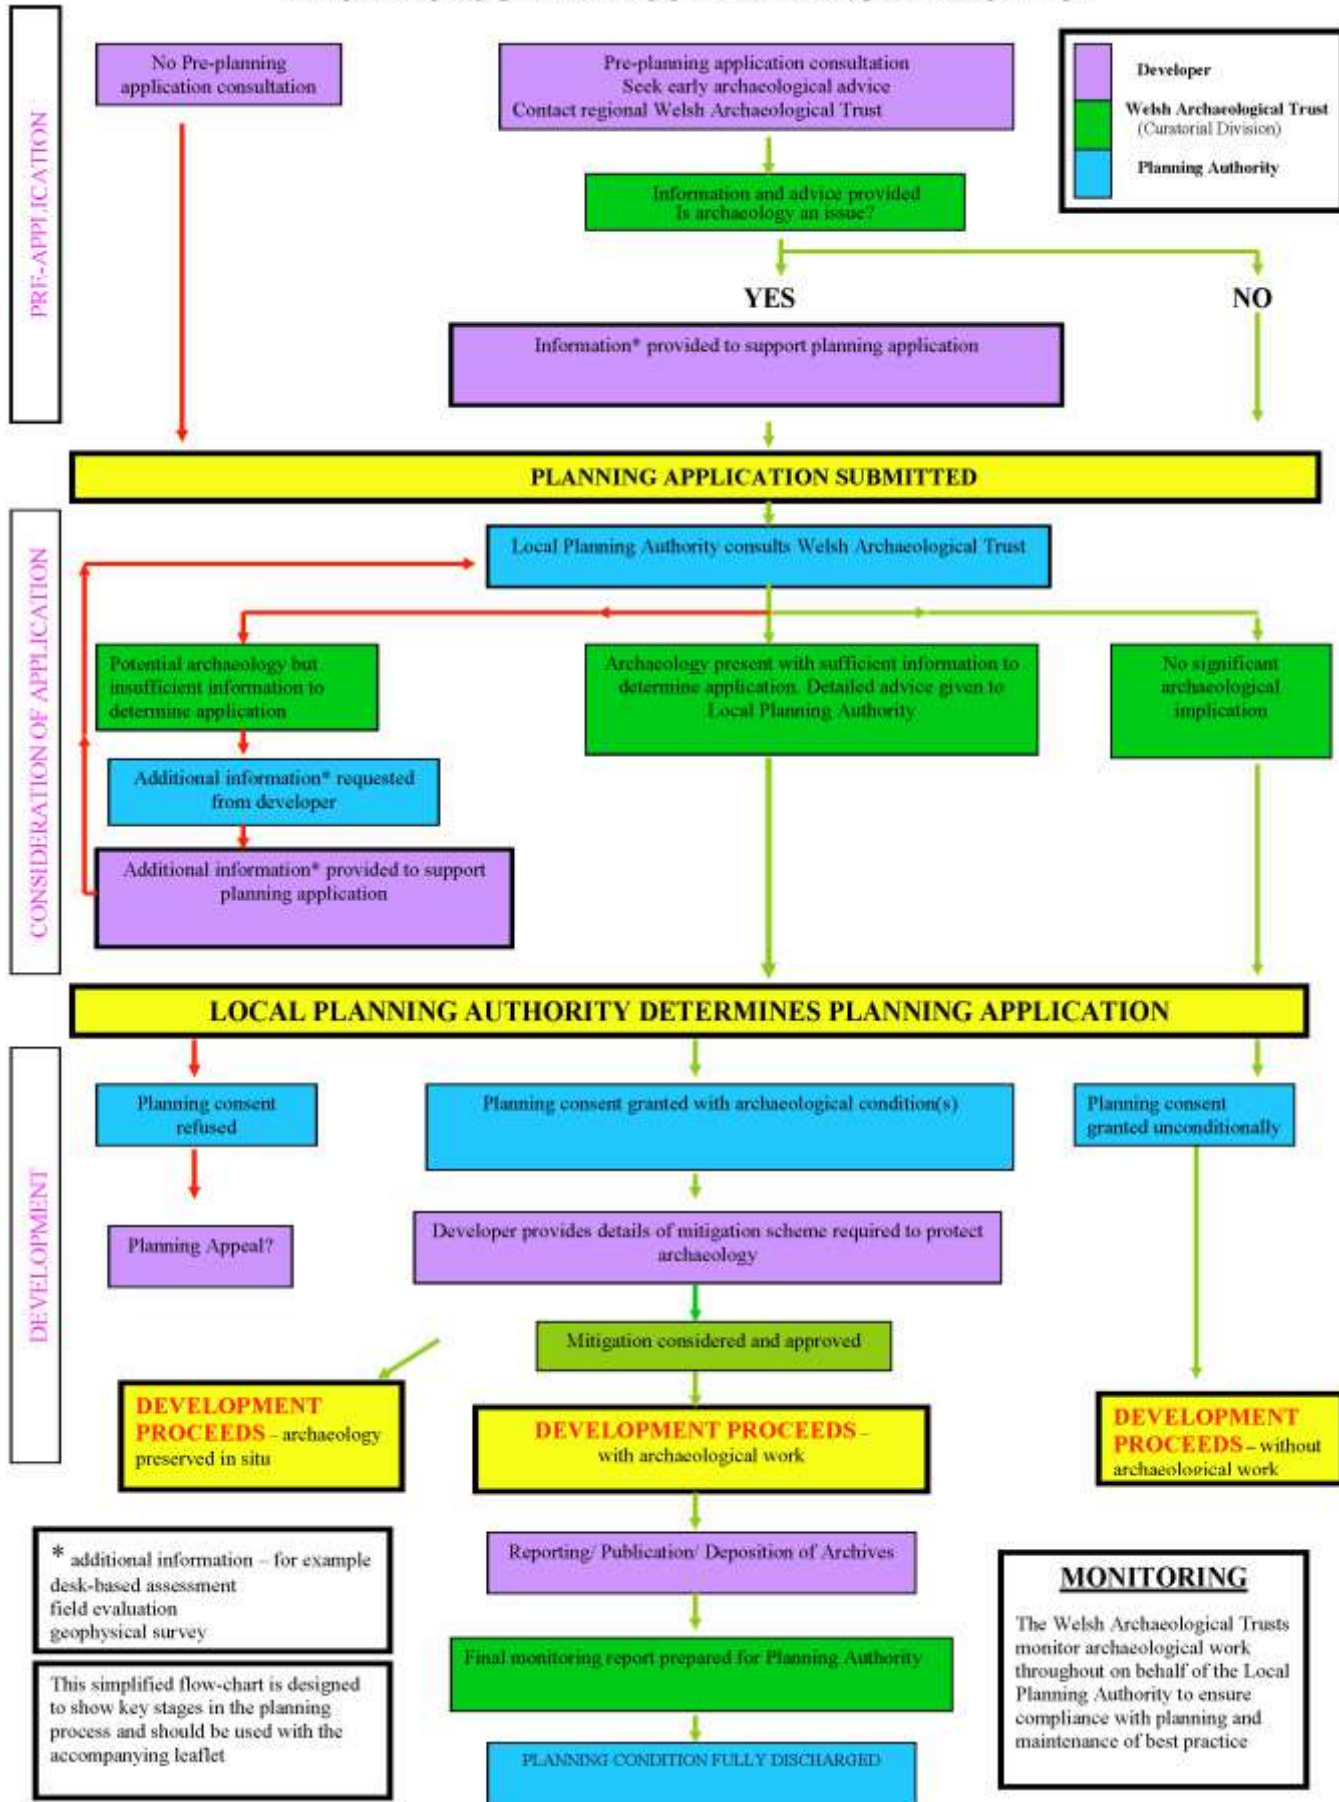 No Pre-planning
application consultation
Pre-planning application consultation
Seek early archaeological advice
Contact regional Welsh Archaeological Trust
Developer
Welsh Archaeological Trust
(Curatorial Division)
Planning Authority
PRE-APPLICATION
Information and advice provided
Is archaeology an issue?
YES
NO
Information* provided to support planning application
PLANNING APPLICATION SUBMITTED
CONSIDERATION OF APPLICATION
Local Planning Authority consults Welsh Archaeological Trust
Potential archaeology but
insufficient information to
determine application
Archaeology present with sufficient information to
determine application. Detailed advice given to
Local Planning Authority
No significant
archaeological
implication
Additional information* requested
from developer
Additional information* provided to support
planning application
LOCAL PLANNING AUTHORITY DETERMINES PLANNING APPLICATION
DEVELOPMENT
Planning consent
refused
Planning consent granted with archaeological condition(s)
Planning consent
granted unconditionally
Planning Appeal?
Developer provides details of mitigation scheme required to protect
archaeology
Mitigation considered and approved
DEVELOPMENT
PROCEEDS – archaeology
preserved in situ
DEVELOPMENT PROCEEDS –
with archaeological work
DEVELOPMENT
PROCEEDS – without
archaeological work
Reporting/ Publication/ Deposition of Archives
* additional information – for example
desk-based assessment
field evaluation
geophysical survey
Final monitoring report prepared for Planning Authority
This simplified flow-chart is designed
to show key stages in the planning
process and should be used with the
accompanying leaflet
PLANNING CONDITION FULLY DISCHARGED
MONITORING
The Welsh Archaeological Trusts
monitor archaeological work
throughout on behalf of the Local
Planning Authority to ensure
compliance with planning and
maintenance of best practice